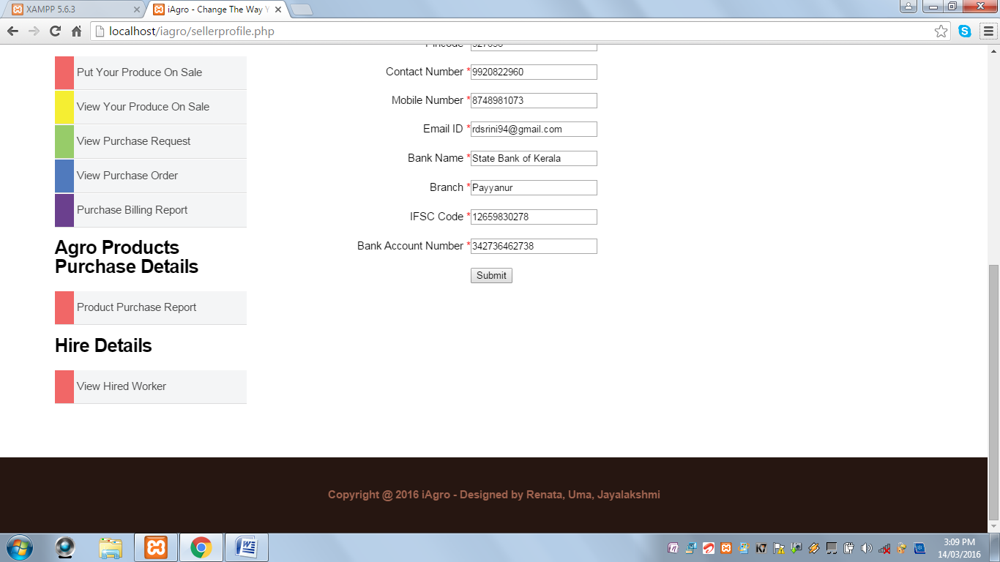 XAMPP 5.6.3
iAgro - Change The Way Y
localhost/iagro/sellerprofile.php
Put Your Produce On Sale
View Your Produce On Sale
View Purchase Request
View Purchase Order
Purchase Billing Report
Agro Products
Purchase Details
Product Purchase Report
Hire Details
View Hired Worker
Contact Number *9920822960
Mobile Number *8748981073
Email ID *rdsrini94@gmail.com
Bank Name *State Bank of Kerala
Branch *Payyanur
IFSC Code *12659830278
Bank Account Number *342736462738
Submit
Copyright @ 2016 iAgro - Designed by Renata, Uma, Jayalakshmi
3:09 PM
14/03/2016